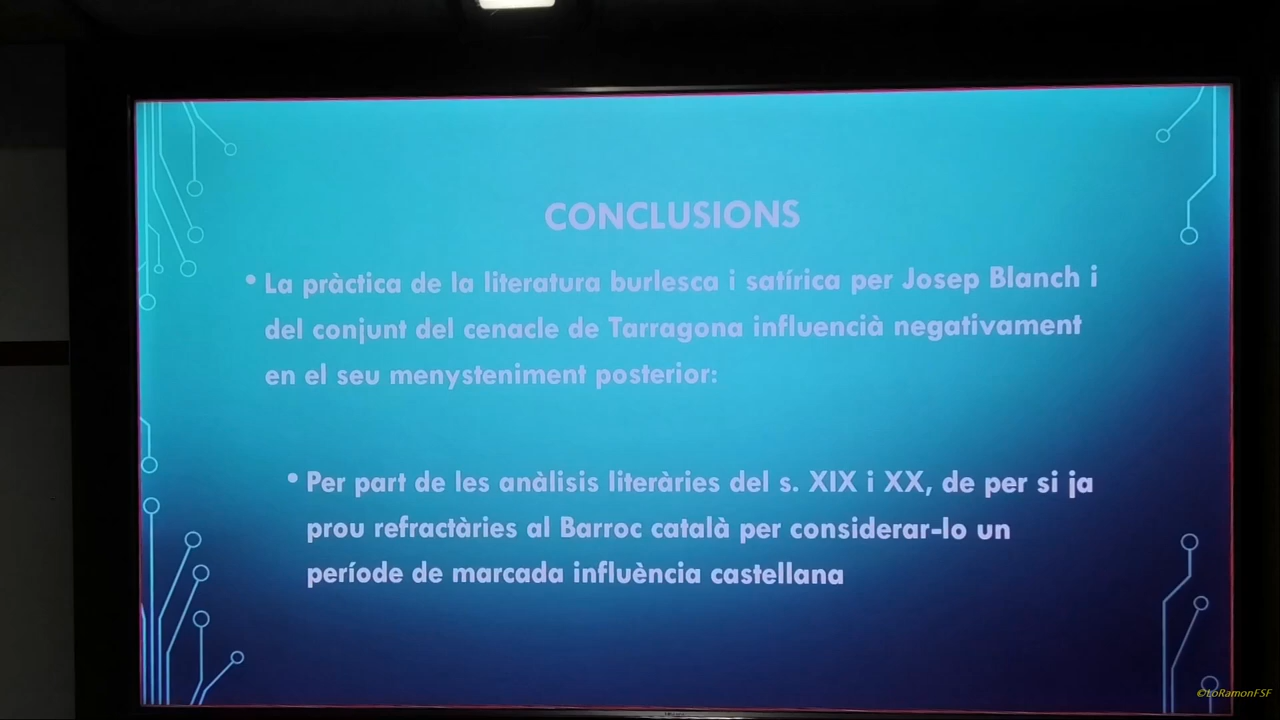 CONCLUSIONS
• La pràctica de la literatura burlesca i satírica per Josep Blanch i
del conjunt del cenacle de Tarragona influencià negativament
en el seu menysteniment posterior:
• Per part de les anàlisis literàries del s. XIX i XX, de per si ja
prou refractàries al Barroc català per considerar-lo un
període de marcada influència castellana
©LoRamonFSF